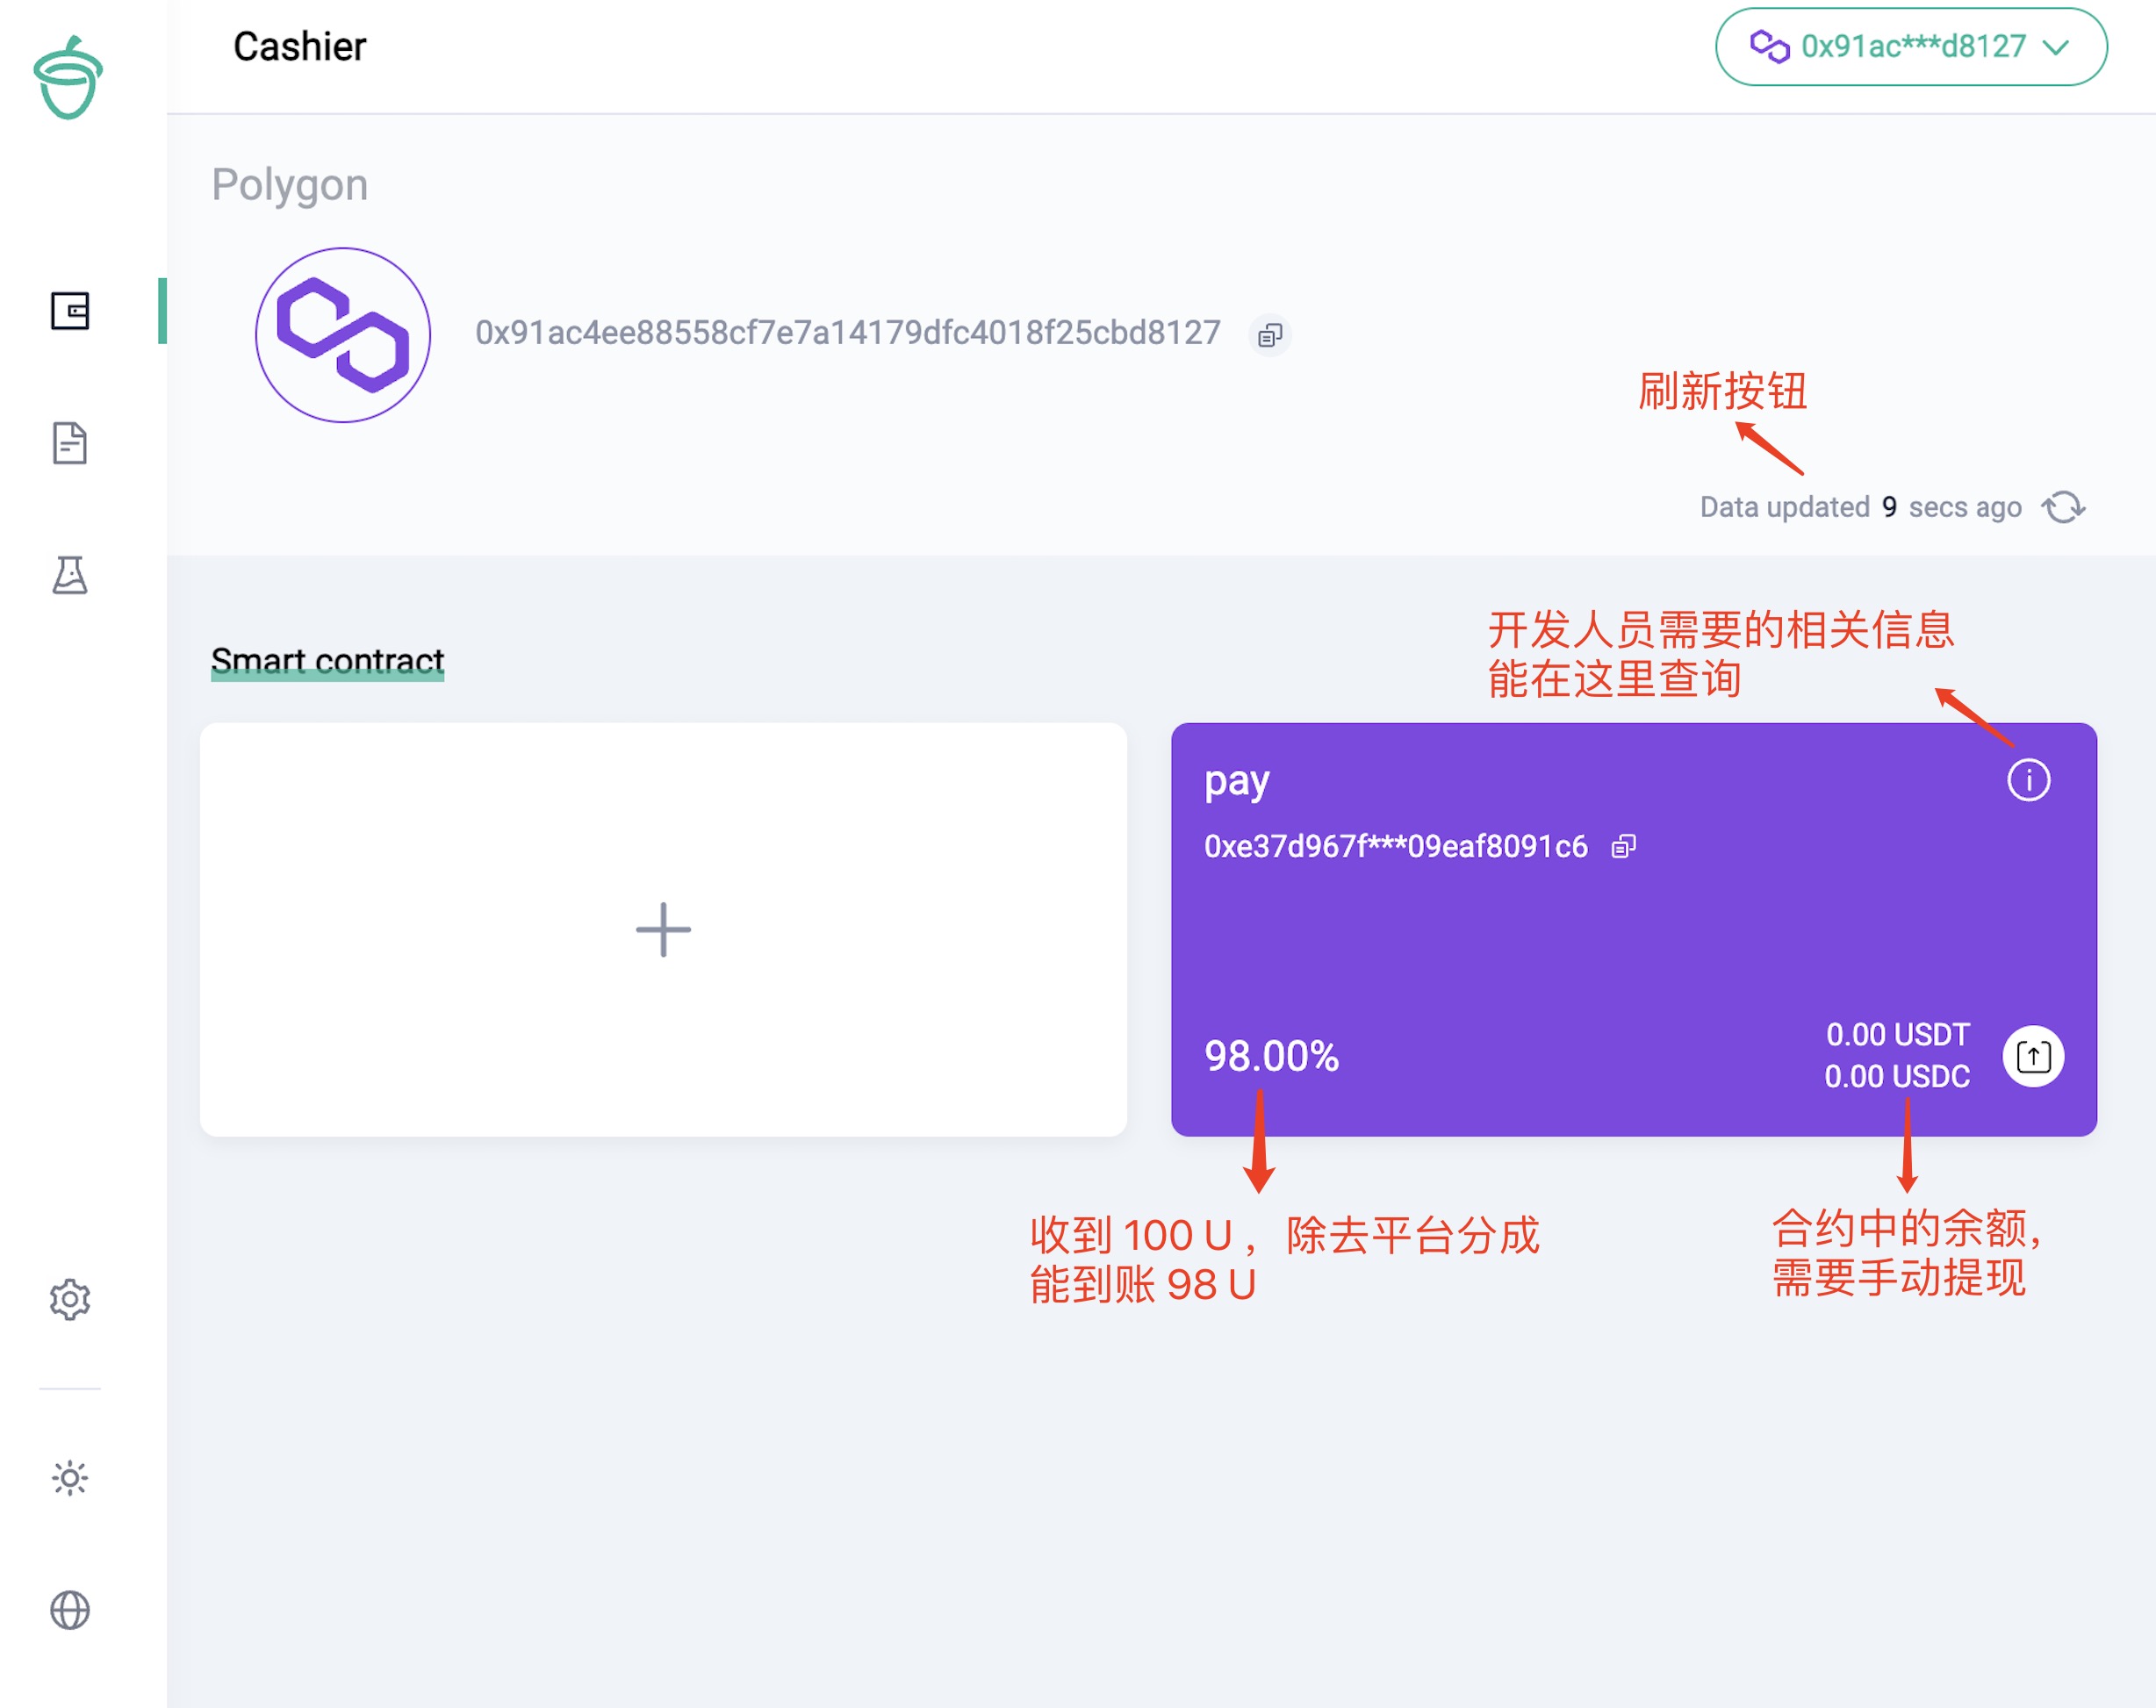 Cashier
0x91ac***d8127
Polygon
0x91ac4ee88558cf7e7a14179dfc4018f25cbd8127
刷新按钮
Data updated 9 secs ago
开发人员需要的相关信息
能在这里查询
Smart contract
pay
0xe37d967f***09eaf8091c6
98.00%
0.00 USDT
0.00 USDC
收到 100 U ，除去平台分成
能到账 98 U
合约中的余额，
需要手动提现